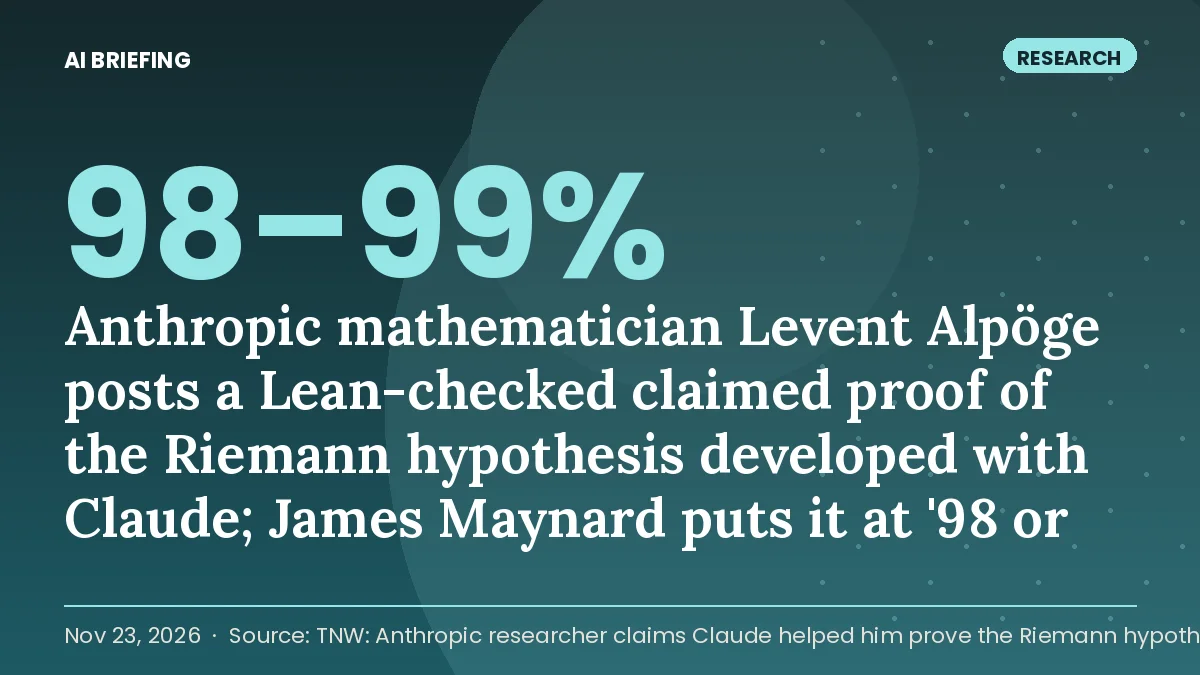 AI BRIEFING
RESEARCH
98–99%
Anthropic mathematician Levent Alpöge
posts a Lean-checked claimed proof of
the Riemann hypothesis developed with
Claude; James Maynard puts it at '98 or
Nov 23, 2026 · Source: TNW: Anthropic researcher claims Claude helped him prove the Riemann hypoth